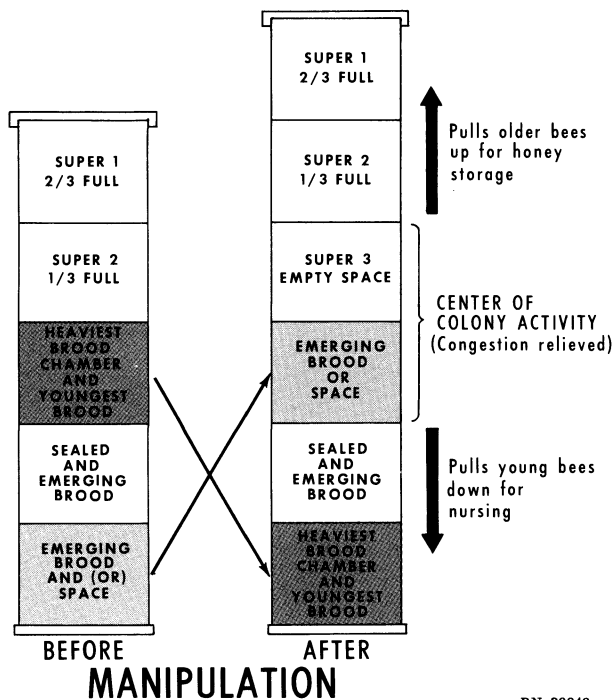 SUPER 1
2/3 FULL
SUPER 2
1/3 FULL
HEAVIEST
BROOD
CHAMBER
AND
YOUNGEST
BROOD
SEALED
AND
EMERGING
BROOD
EMERGING
BROOD
AND (OR)
SPACE
BEFORE
SUPER 1
2/3 FULL
SUPER 2
1/3 FULL
SUPER 3
EMPTY SPACE
EMERGING
BROOD
OR
SPACE
SEALED
AND
EMERGING
BROOD
HEAVIEST
BROOD
CHAMBER
AND
YOUNGEST
BROOD
AFTER
Pulls older bees
up for honey
storage
CENTER OF
COLONY ACTIVITY
(Congestion relieved)
Pulls young bees
down for
nursing
MANIPULATION